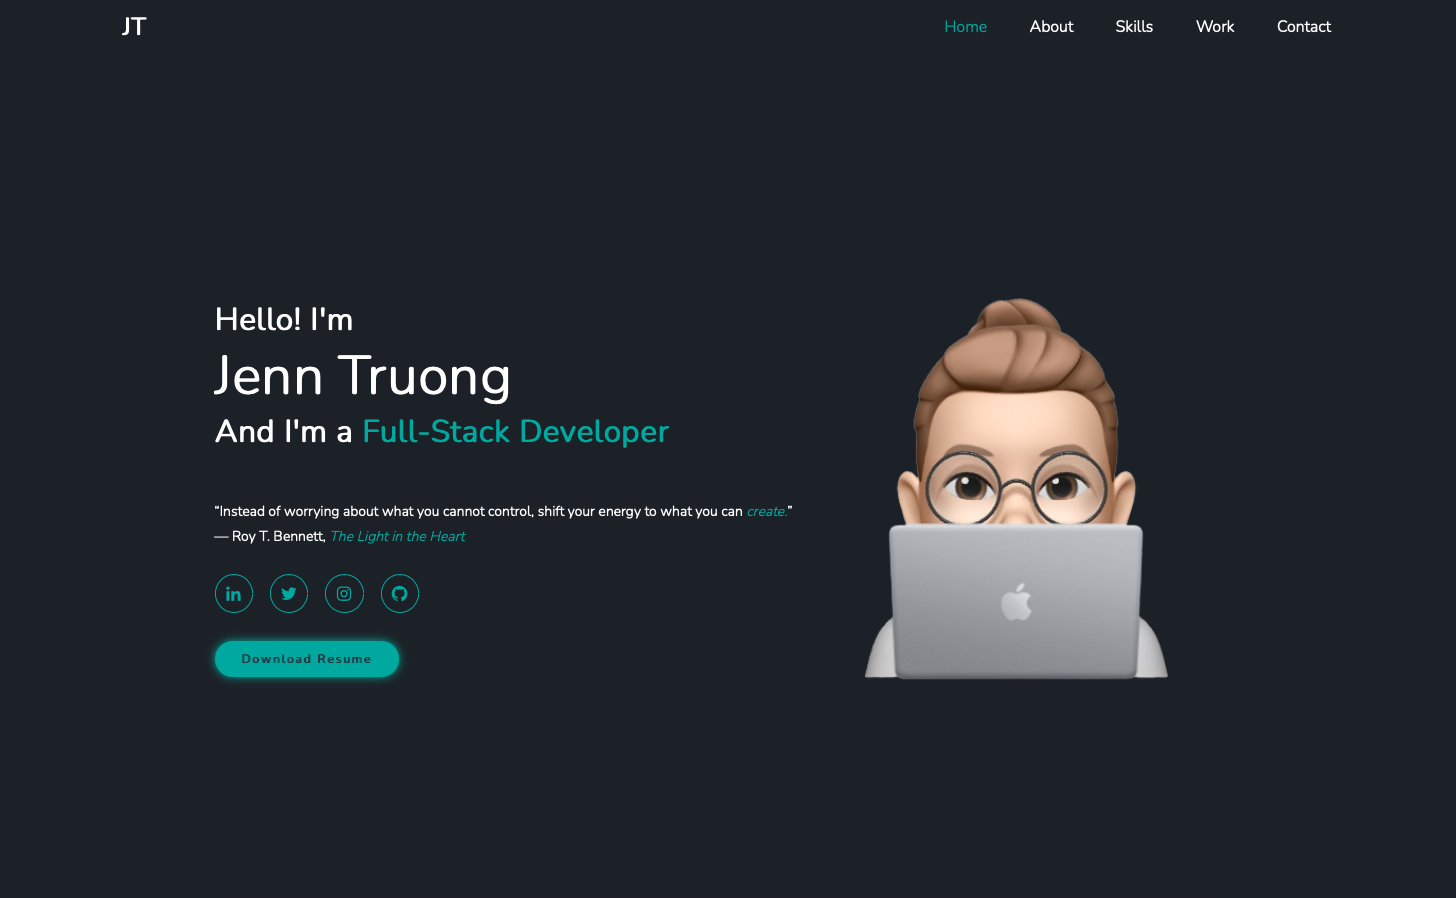 JT
Home
About
Skills
Work
Contact
Hello! I'm
Jenn Truong
And I'm a Full-Stack Developer
“Instead of worrying about what you cannot control, shift your energy to what you can create.”
— Roy T. Bennett, The Light in the Heart
in
Download Resume